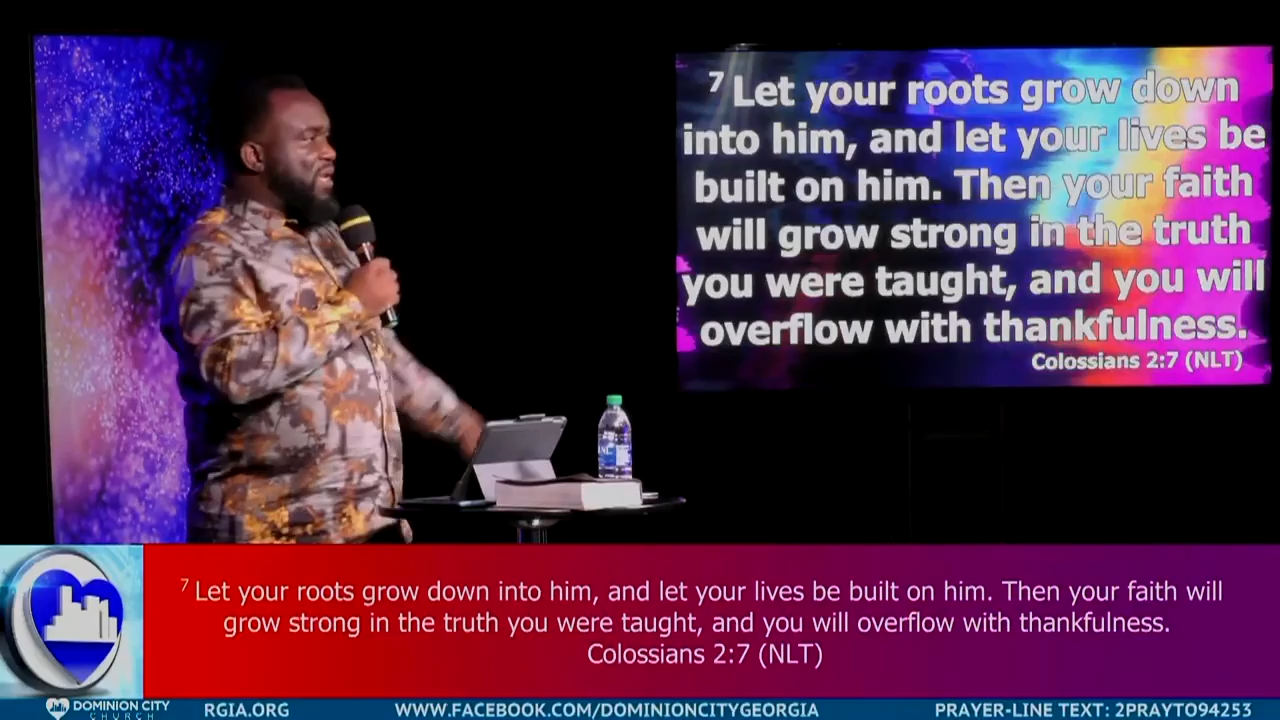 7 Let your roots grow down
into him, and let your lives be
built on him. Then your faith
will grow strong in the truth
you were taught, and you will
overflow with thankfulness.
Colossians 2:7 (NLT)
7 Let your roots grow down into him, and let your lives be built on him. Then your faith will
grow strong in the truth you were taught, and you will overflow with thankfulness.
Colossians 2:7 (NLT)
DOMINION CITY
CHURCH
RGIA.ORG
WWW.FACEBOOK.COM/DOMINIONCITYGEORGIA
PRAYER-LINE TEXT: 2PRAYTO94253